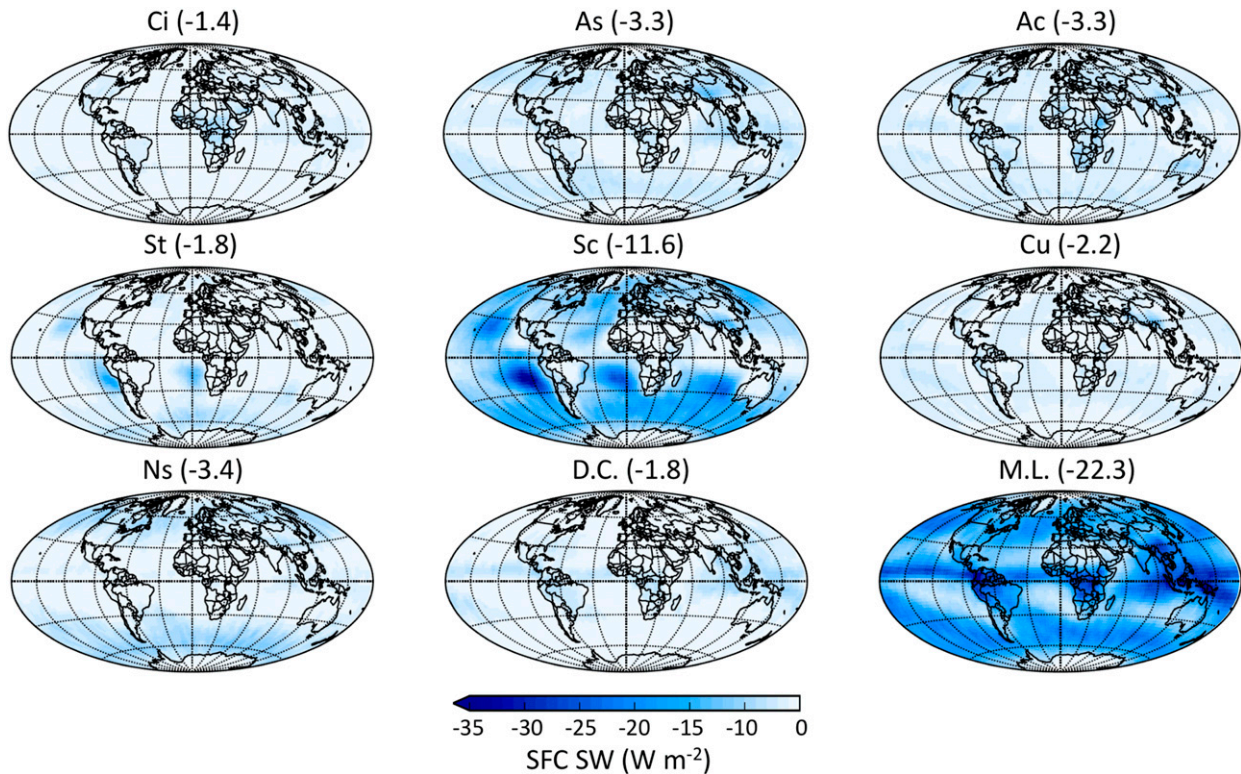 Ci (-1.4) As (-3.3) Ac (-3.3)
St (-1.8) Sc (-11.6) Cu (-2.2)
Ns (-3.4) D.C. (-1.8) M.L. (-22.3)
-35 -30 -25 -20 -15 -10 0
SFC SW (W m⁻²)